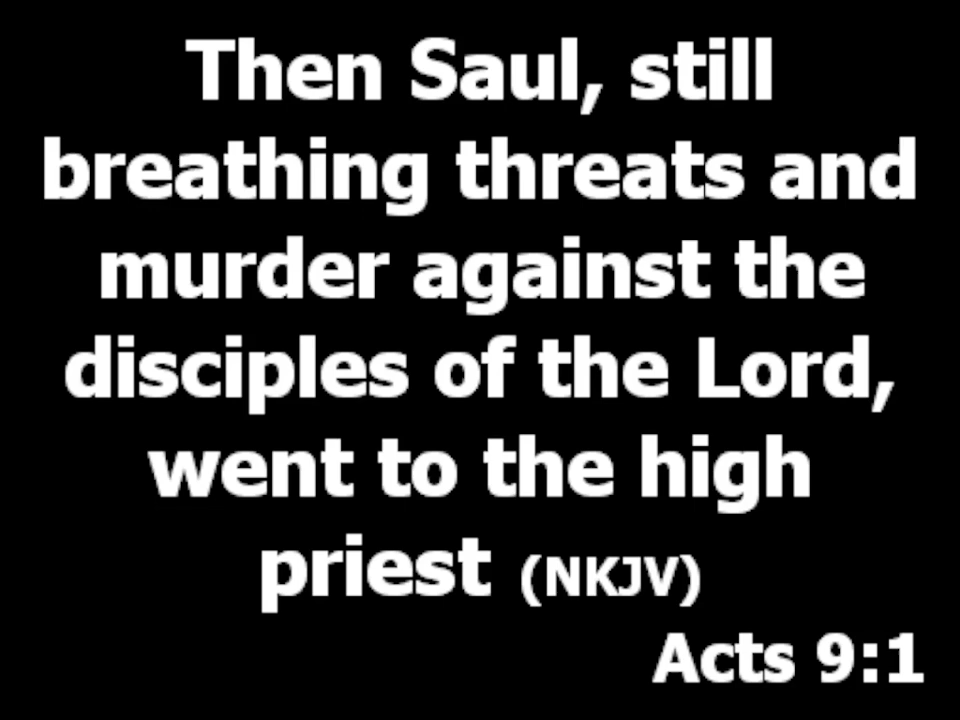 Then Saul, still
breathing threats and
murder against the
disciples of the Lord,
went to the high
priest (NKJV)
Acts 9:1